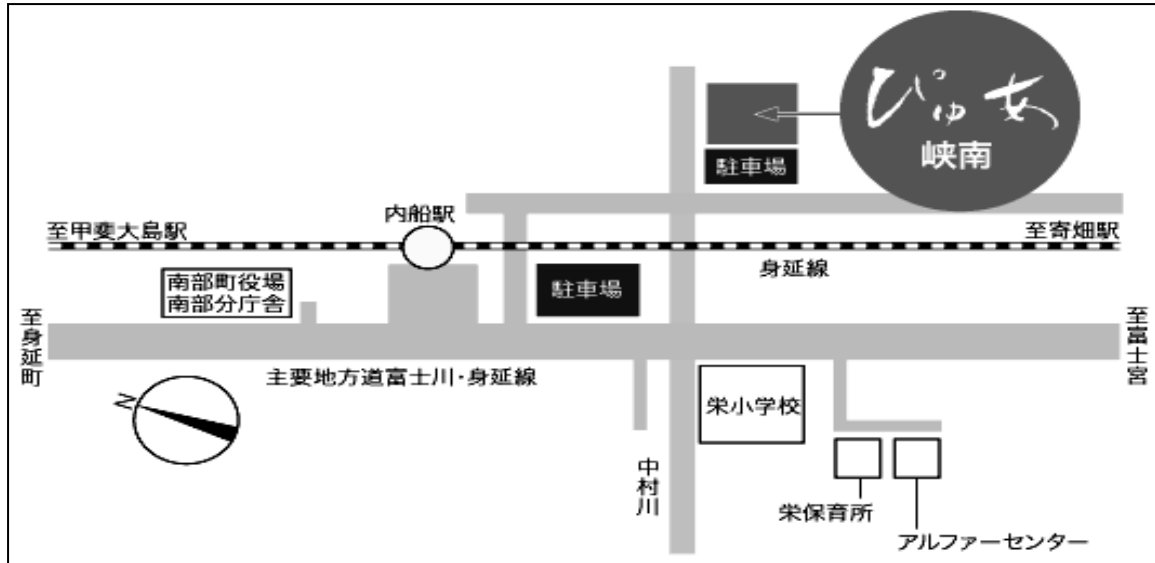 ぴゅあ
峡南
駐車場
内船駅
至甲斐大島駅
至寄畑駅
身延線
南部町役場
南部分庁舎
駐車場
至身延町
至富士宮
主要地方道富士川・身延線
N
栄小学校
中村川
栄保育所
アルファーセンター